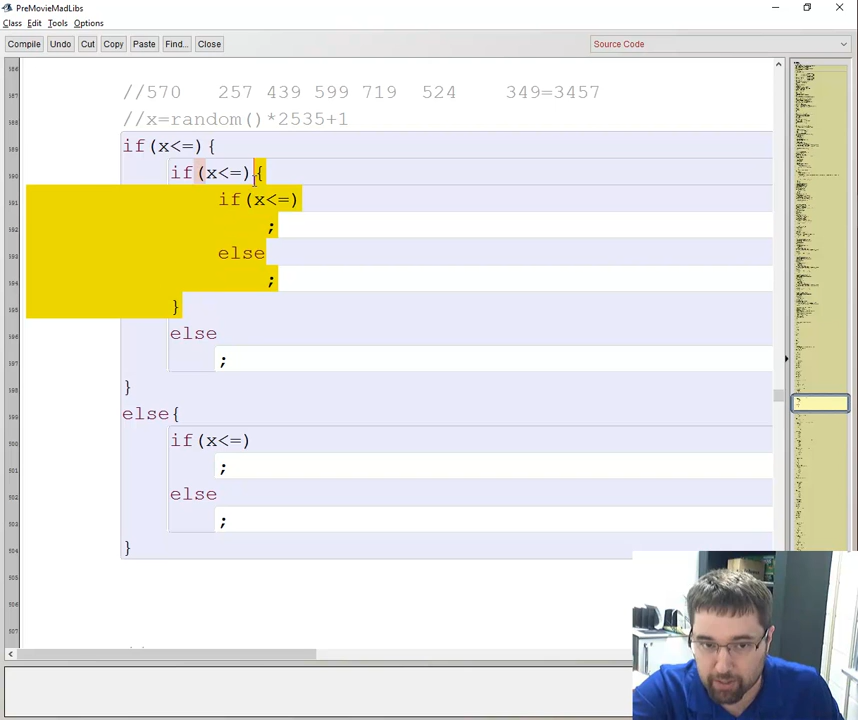 PreMovieMadLibs
Class Edit Tools Options
Compile Undo Cut Copy Paste Find... Close Source Code
//570 257 439 599 719 524 349=3457
//x=random()*2535+1
if(x<=){
if(x<=){
if(x<=)
;
else
;
}
else
;
}
else{
if(x<=)
;
else
;
}